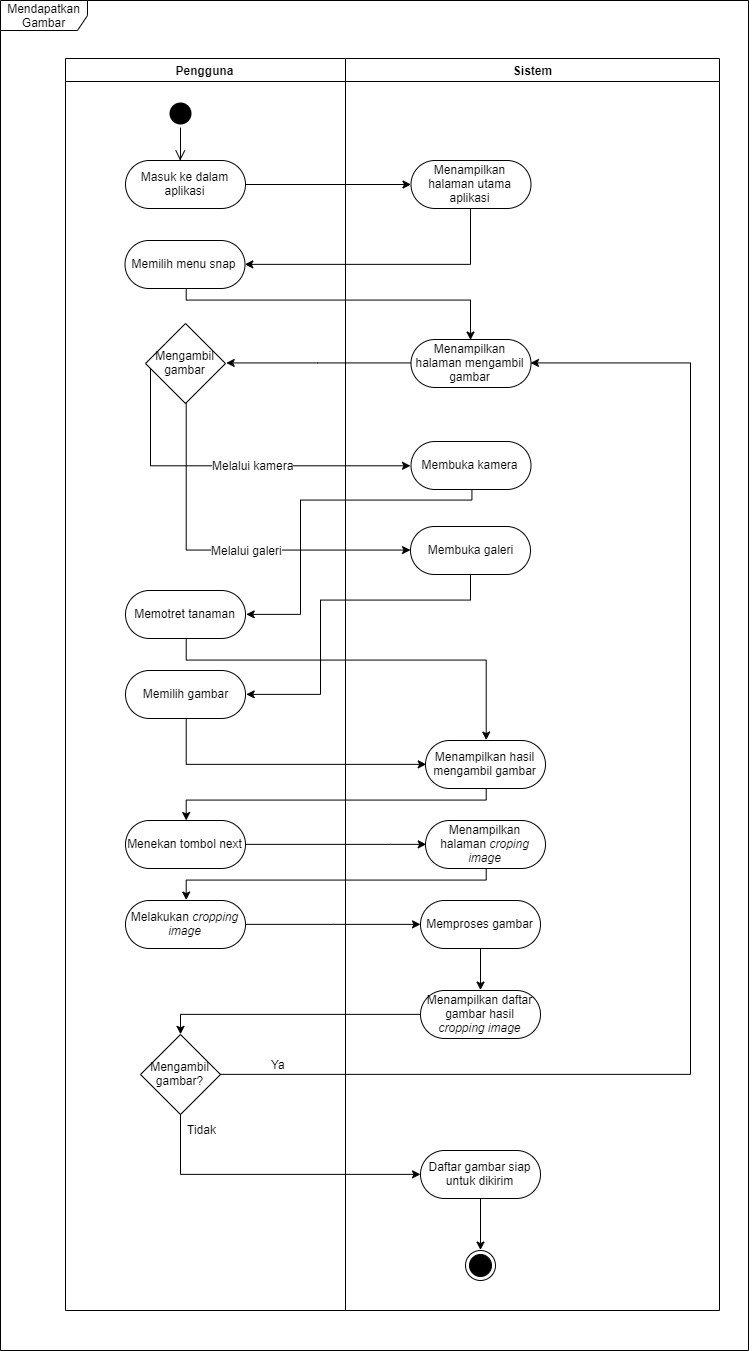 Mendapatkan
Gambar
Pengguna
Sistem
Masuk ke dalam
aplikasi
Menampilkan
halaman utama
aplikasi
Memilih menu snap
Mengambil
gambar
Menampilkan
halaman mengambil
gambar
Melalui kamera
Membuka kamera
Melalui galeri
Membuka galeri
Memotret tanaman
Memilih gambar
Menampilkan hasil
mengambil gambar
Menekan tombol next
Menampilkan
halaman croping
image
Melakukan cropping
image
Memproses gambar
Menampilkan daftar
gambar hasil
cropping image
Mengambil
gambar?
Ya
Tidak
Daftar gambar siap
untuk dikirim